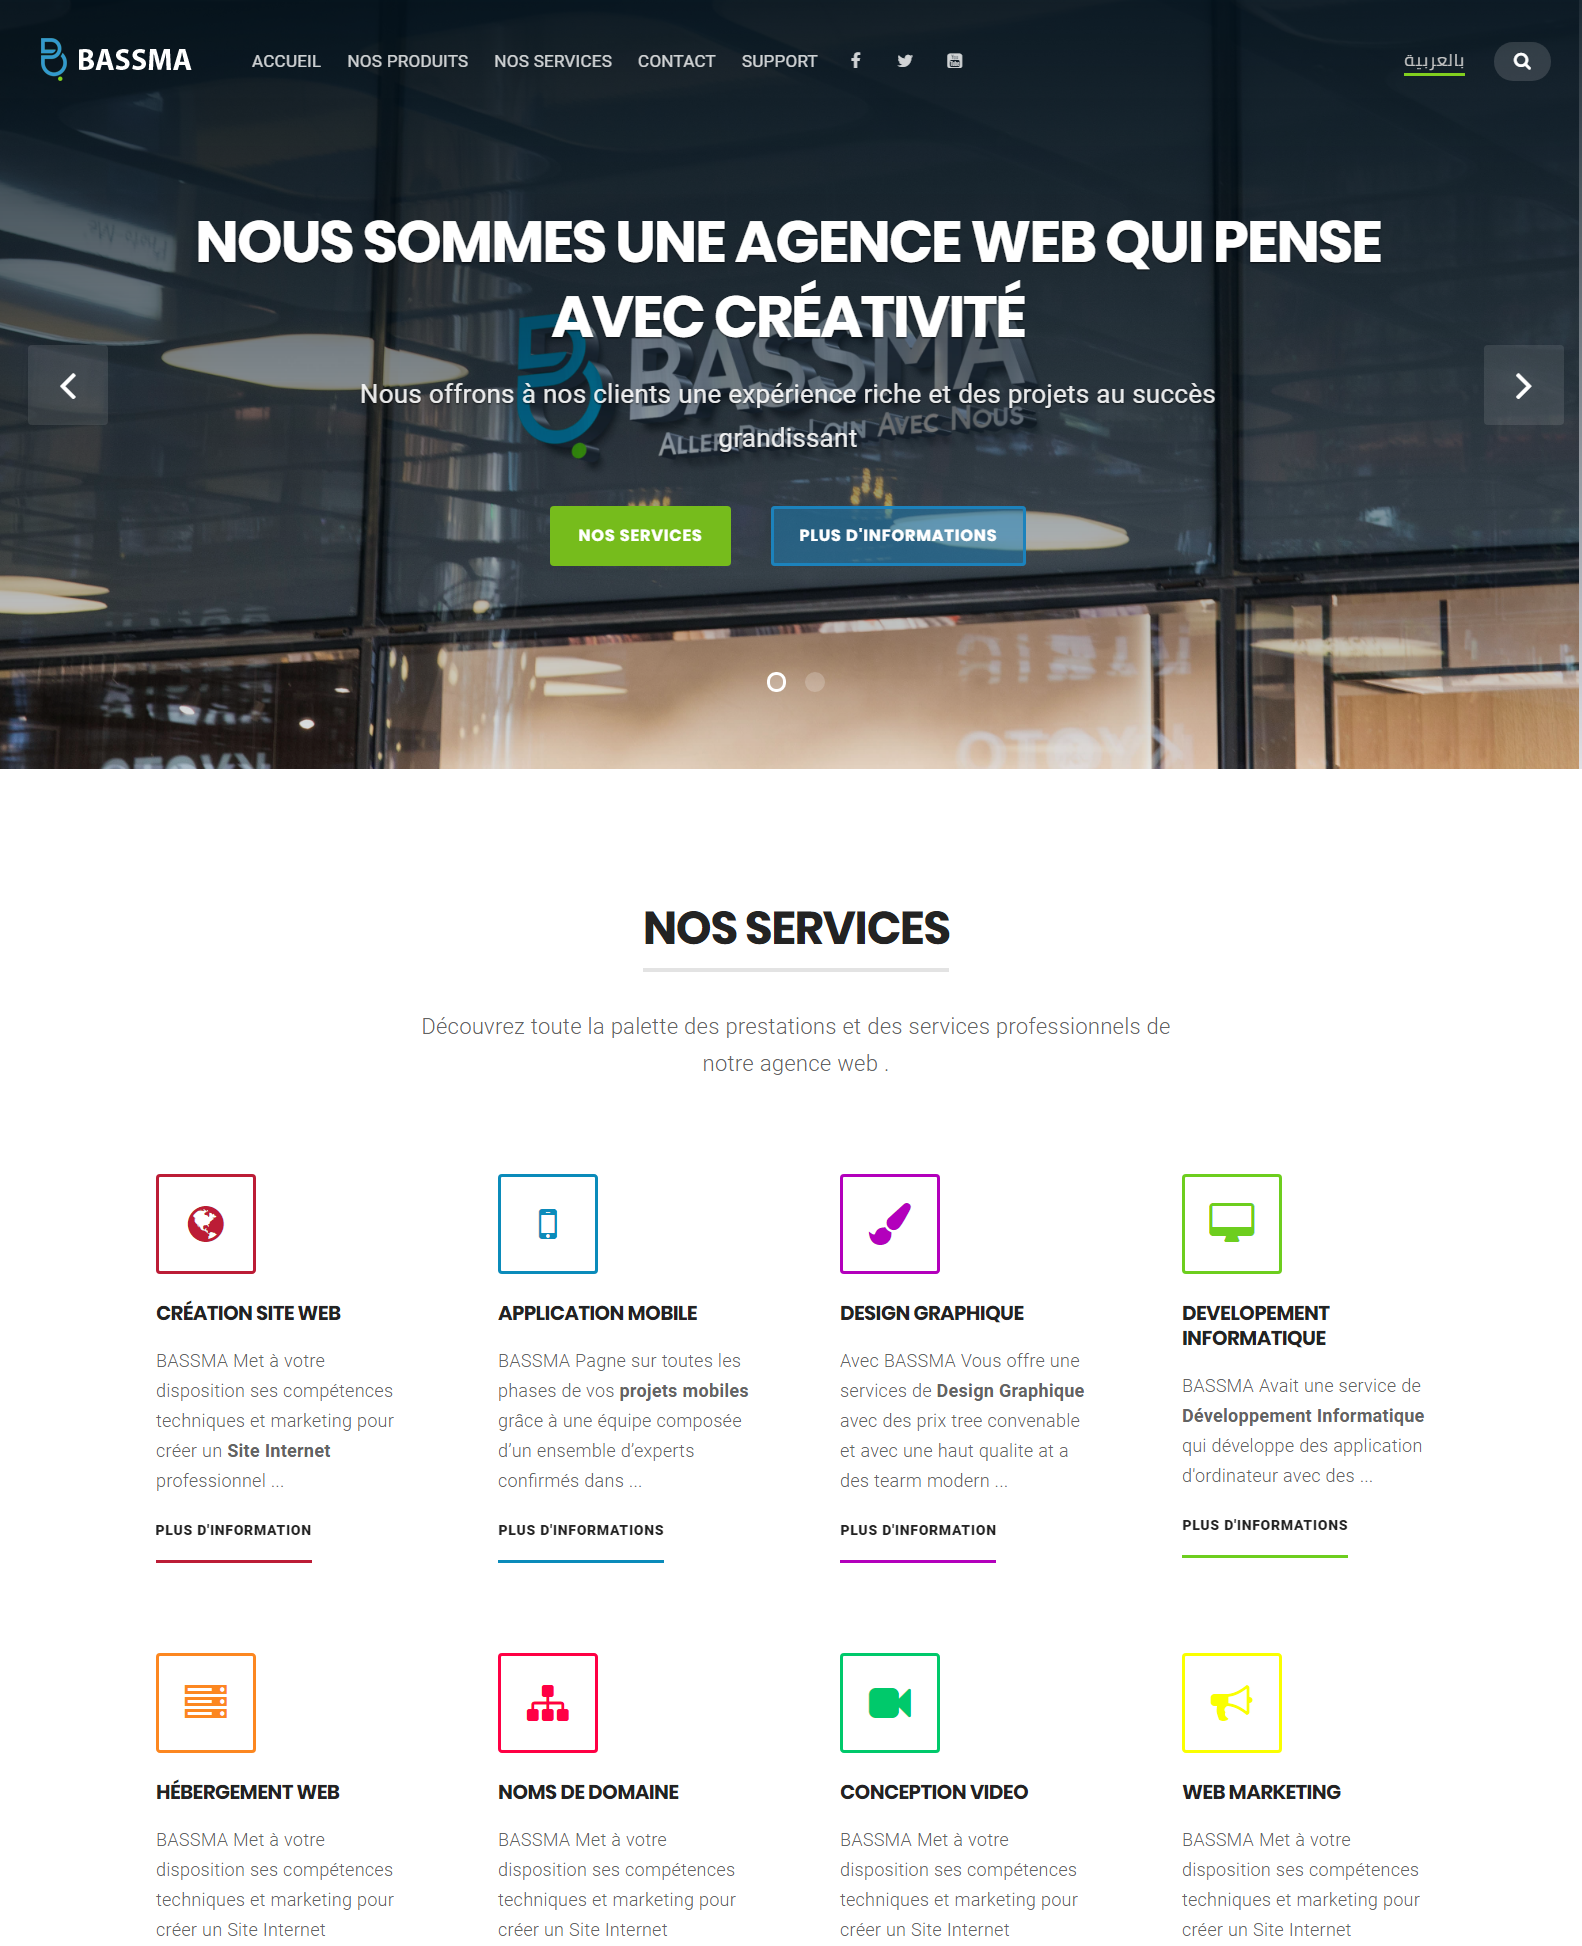 BASSMA
ACCUEIL NOS PRODUITS NOS SERVICES CONTACT SUPPORT
بالعربية
NOUS SOMMES UNE AGENCE WEB QUI PENSE
AVEC CRÉATIVITÉ
BASSMA
Nous offrons à nos clients une expérience riche et des projets au succès
grandissant
ALLER PLUS LOIN AVEC NOUS
NOS SERVICES
PLUS D'INFORMATIONS
NOS SERVICES
Découvrez toute la palette des prestations et des services professionnels de
notre agence web .
CRÉATION SITE WEB
BASSMA Met à votre
disposition ses compétences
techniques et marketing pour
créer un Site Internet
professionnel ...
PLUS D'INFORMATION
APPLICATION MOBILE
BASSMA Pagne sur toutes les
phases de vos projets mobiles
grâce à une équipe composée
d'un ensemble d'experts
confirmés dans ...
PLUS D'INFORMATIONS
DESIGN GRAPHIQUE
Avec BASSMA Vous offre une
services de Design Graphique
avec des prix tree convenable
et avec une haut qualite at a
des tearm modern ...
PLUS D'INFORMATION
DEVELOPEMENT
INFORMATIQUE
BASSMA Avait une service de
Développement Informatique
qui développe des application
d'ordinateur avec des ...
PLUS D'INFORMATIONS
HÉBERGEMENT WEB
BASSMA Met à votre
disposition ses compétences
techniques et marketing pour
créer un Site Internet
NOMS DE DOMAINE
BASSMA Met à votre
disposition ses compétences
techniques et marketing pour
créer un Site Internet
CONCEPTION VIDEO
BASSMA Met à votre
disposition ses compétences
techniques et marketing pour
créer un Site Internet
WEB MARKETING
BASSMA Met à votre
disposition ses compétences
techniques et marketing pour
créer un Site Internet